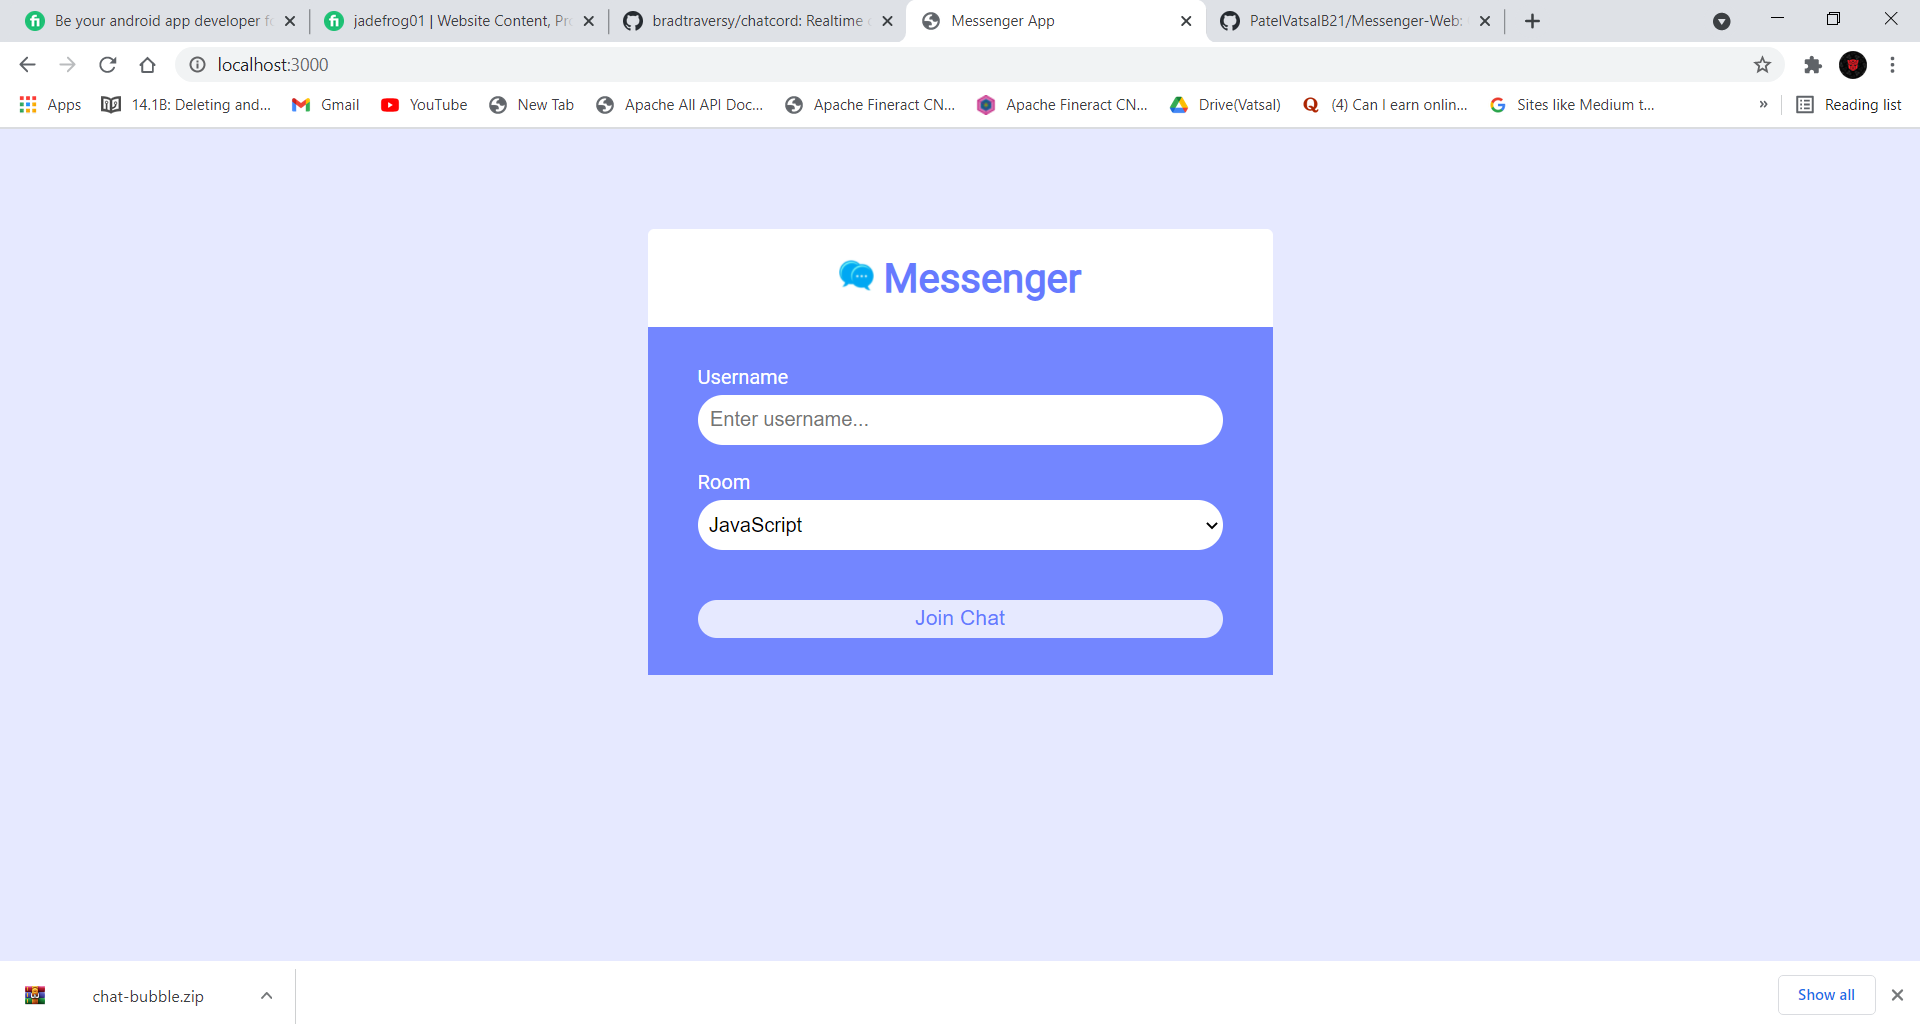 Be your android app developer fo
jadefrog01 | Website Content, Pro
bradtraversy/chatcord: Realtime c
Messenger App
PatelVatsalB21/Messenger-Web:
localhost:3000
Apps
14.1B: Deleting and...
Gmail
YouTube
New Tab
Apache All API Doc...
Apache Fineract CN...
Apache Fineract CN...
Drive(Vatsal)
(4) Can I earn onlin...
Sites like Medium t...
»
Reading list
Messenger
Username
Enter username...
Room
JavaScript
Join Chat
chat-bubble.zip
Show all